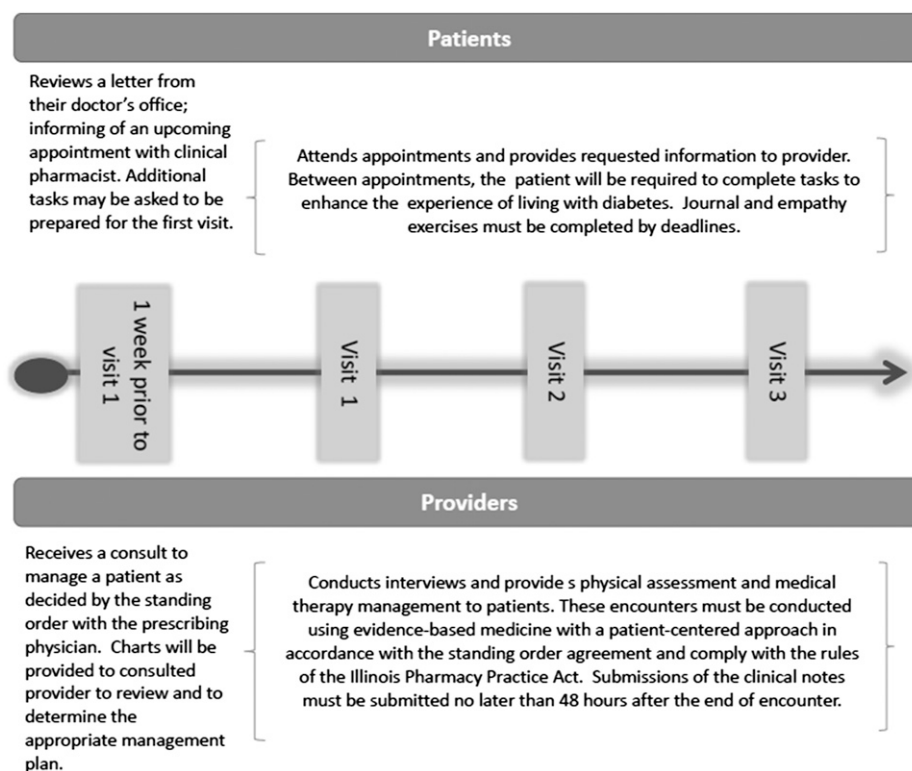 Patients
Reviews a letter from
their doctor's office;
informing of an upcoming
appointment with clinical
pharmacist. Additional
tasks may be asked to be
prepared for the first visit.
Attends appointments and provides requested information to provider.
Between appointments, the patient will be required to complete tasks to
enhance the experience of living with diabetes. Journal and empathy
exercises must be completed by deadlines.
1 week prior to
visit 1
Visit 1
Visit 2
Visit 3
Providers
Receives a consult to
manage a patient as
decided by the standing
order with the prescribing
physician. Charts will be
provided to consulted
provider to review and to
determine the
appropriate management
plan.
Conducts interviews and provide s physical assessment and medical
therapy management to patients. These encounters must be conducted
using evidence-based medicine with a patient-centered approach in
accordance with the standing order agreement and comply with the rules
of the Illinois Pharmacy Practice Act. Submissions of the clinical notes
must be submitted no later than 48 hours after the end of encounter.